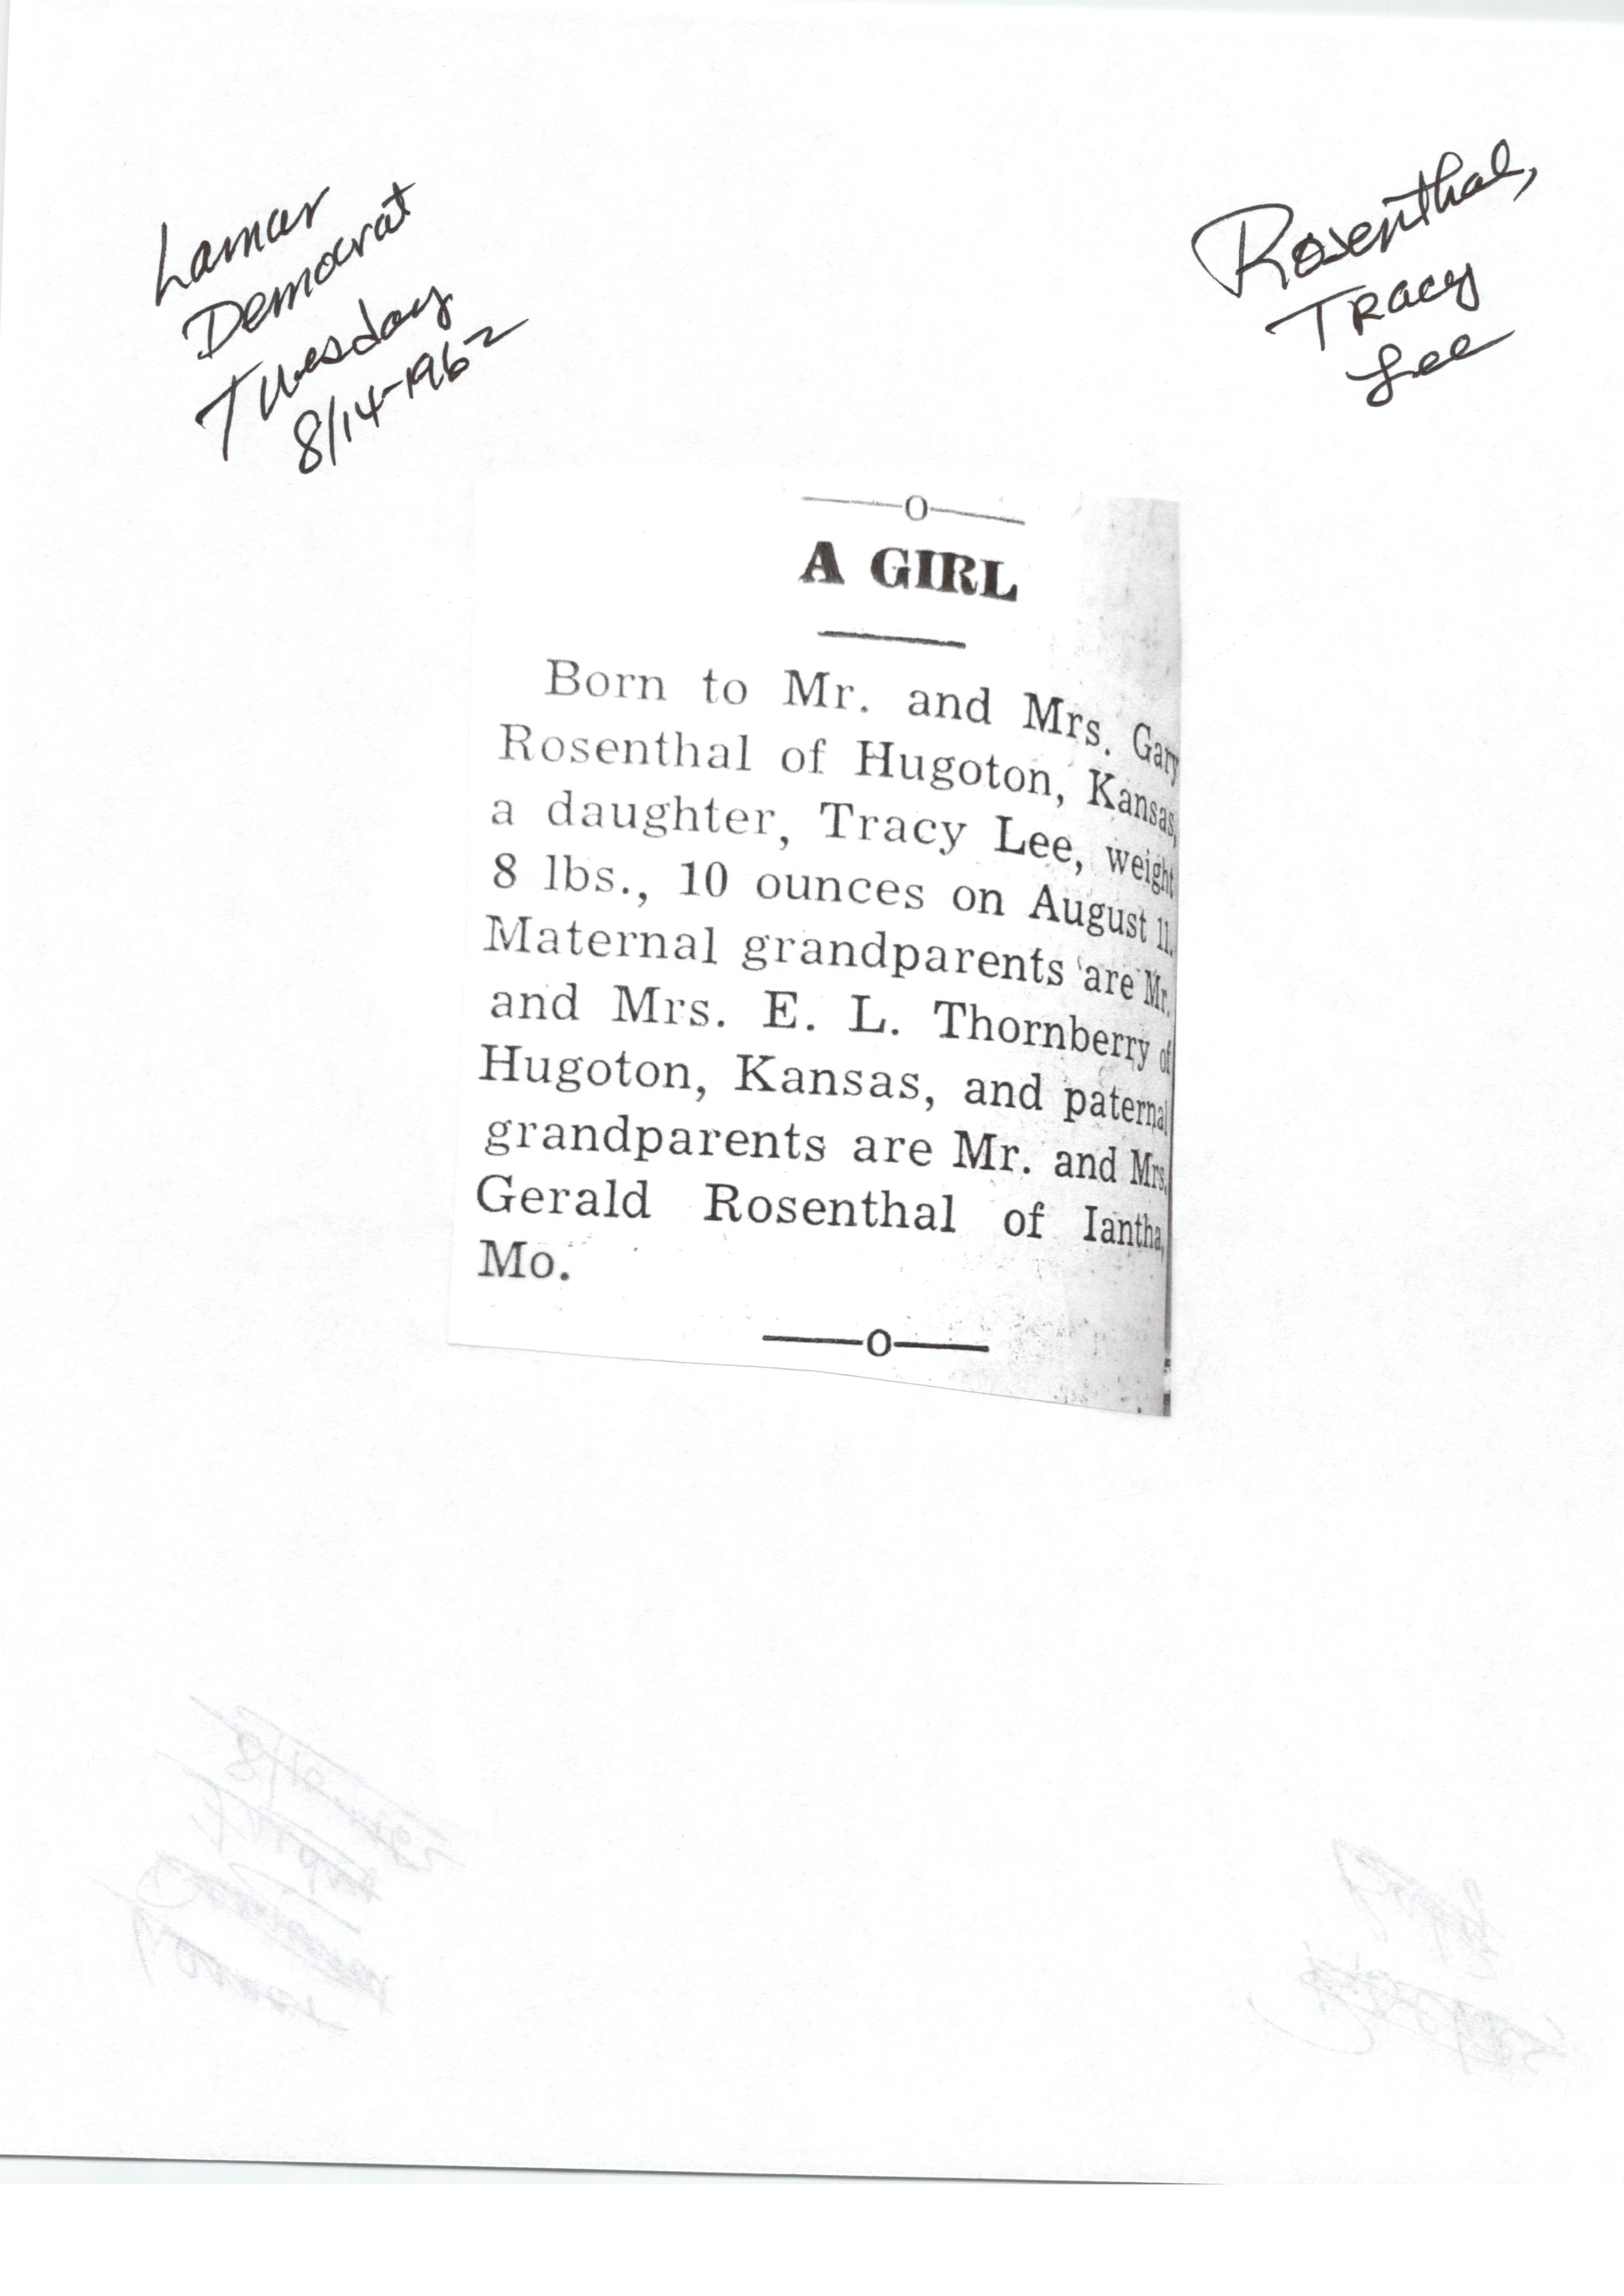 Lamar
Democrat
Tuesday
8/14-1962
Rosenthal,
Tracy
Lee
A GIRL
Born to Mr. and Mrs. Gary
Rosenthal of Hugoton, Kansas,
a daughter, Tracy Lee, weight
8 lbs., 10 ounces on August 11.
Maternal grandparents are Mr.
and Mrs. E. L. Thornberry of
Hugoton, Kansas, and paternal
grandparents are Mr. and Mrs.
Gerald Rosenthal of Iantha,
Mo.